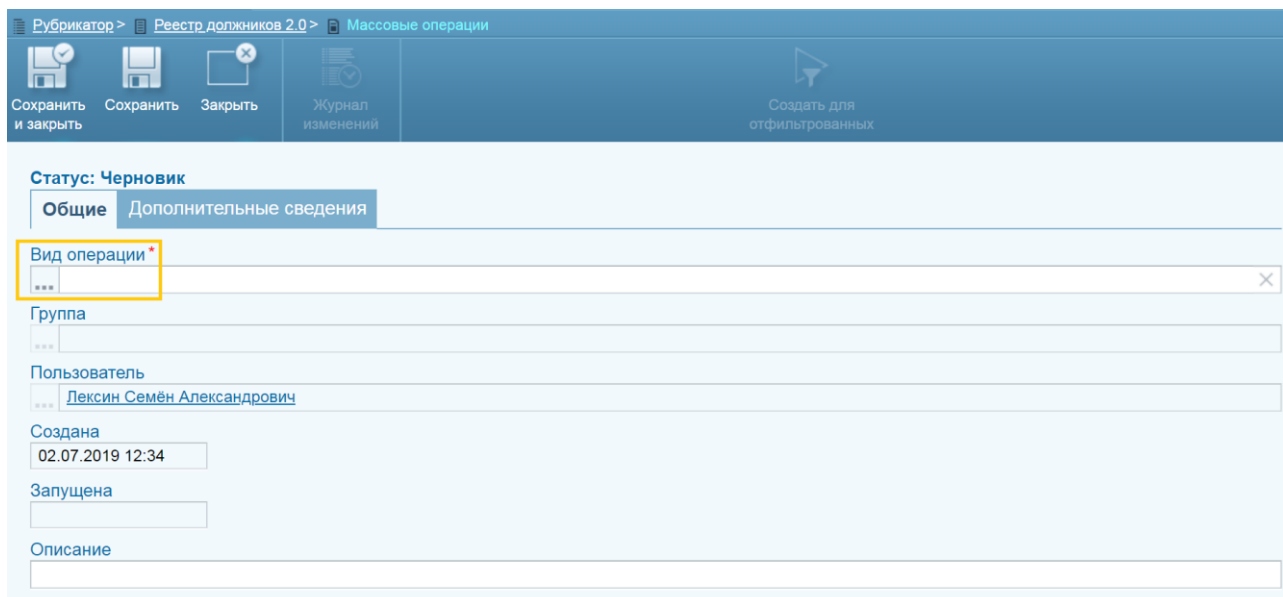 Рубрикатор > Реестр должников 2.0 > Массовые операции
Сохранить и закрыть
Сохранить
Закрыть
Журнал изменений
Создать для отфильтрованных
Статус: Черновик
Общие Дополнительные сведения
Вид операции *
...
Группа
...
Пользователь
... Лексин Семён Александрович
Создана
02.07.2019 12:34
Запущена
Описание